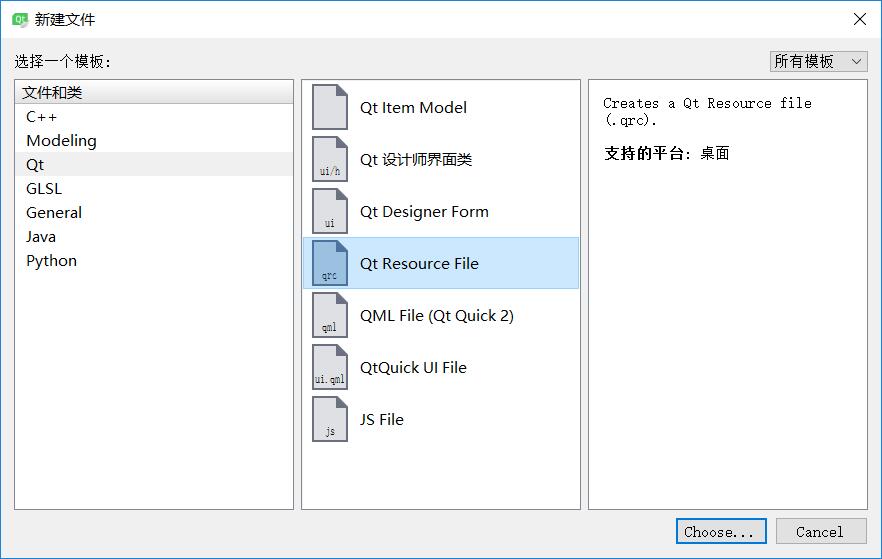 Qt 新建文件
选择一个模板:
所有模板
文件和类
C++
Modeling
Qt
GLSL
General
Java
Python
Qt Item Model
ui/h
Qt 设计师界面类
ui
Qt Designer Form
qrc
Qt Resource File
qml
QML File (Qt Quick 2)
ui.qml
QtQuick UI File
js
JS File
Creates a Qt Resource file
(.qrc).
支持的平台: 桌面
Choose...
Cancel